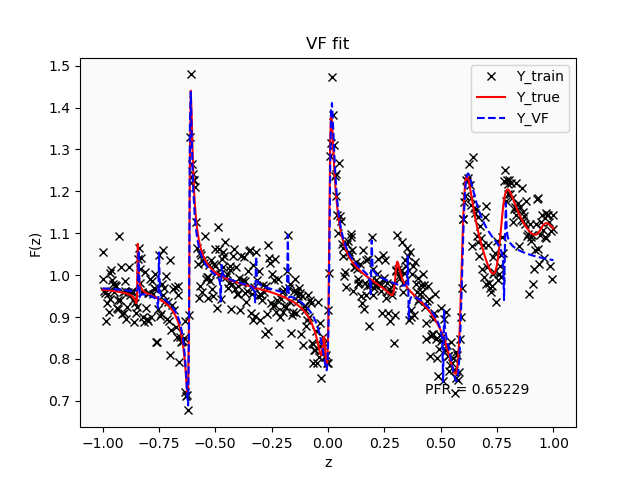 VF fit
1.5
1.4
1.3
1.2
1.1
1.0
0.9
0.8
0.7
F(z)
Y_train
Y_true
Y_VF
PFR = 0.65229
−1.00 −0.75 −0.50 −0.25 0.00 0.25 0.50 0.75 1.00
z